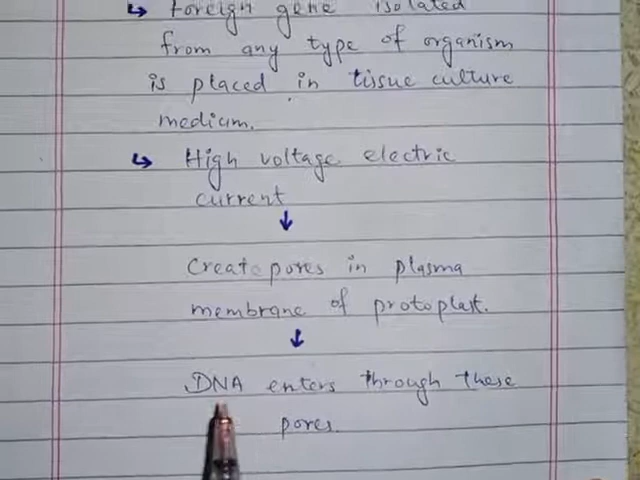 ↳ Foreign gene isolated
from any type of organism
is placed in tissue culture
medium.
↳ High voltage electric
current
↓
Create pores in plasma
membrane of protoplast.
↓
DNA enters through these
pores.